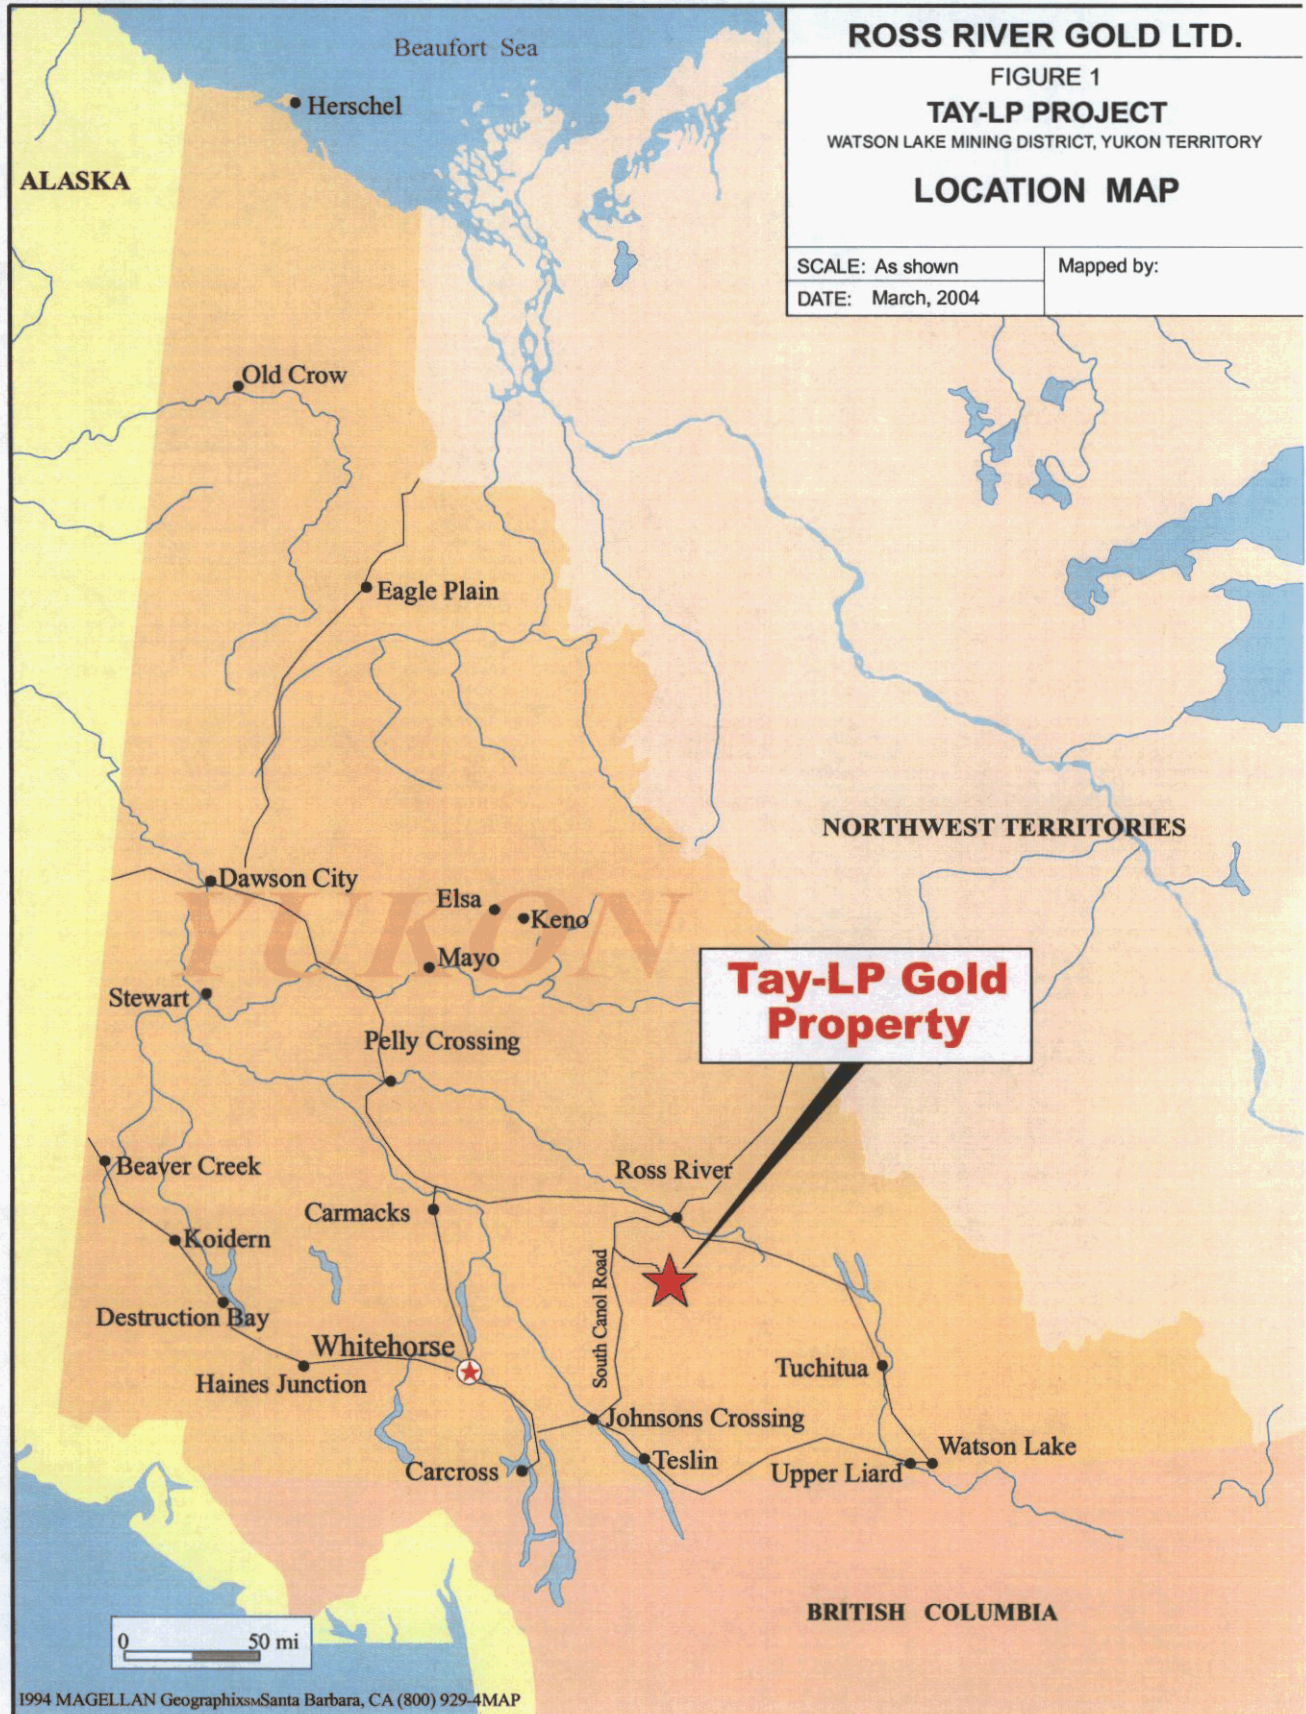 ROSS RIVER GOLD LTD.
FIGURE 1
TAY-LP PROJECT
WATSON LAKE MINING DISTRICT, YUKON TERRITORY
LOCATION MAP
SCALE: As shown
Mapped by:
DATE: March, 2004
Beaufort Sea
Herschel
ALASKA
Old Crow
Eagle Plain
NORTHWEST TERRITORIES
Dawson City
YUKON
Elsa
Keno
Mayo
Tay-LP Gold
Property
Stewart
Pelly Crossing
Beaver Creek
Ross River
Carmacks
Koidern
South Canol Road
Destruction Bay
Whitehorse
Haines Junction
Tuchitua
Johnsons Crossing
Watson Lake
Teslin
Carcross
Upper Liard
BRITISH COLUMBIA
0 50 mi
1994 MAGELLAN GeographixSMSanta Barbara, CA (800) 929-4MAP